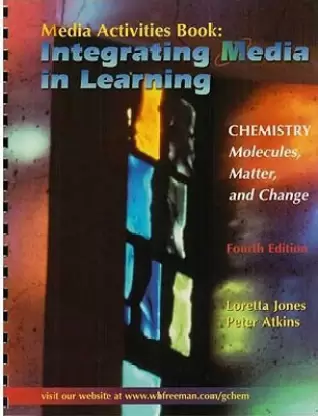 Media Activities Book:
Integrating Media
in Learning
CHEMISTRY
Molecules,
Matter,
and Change
Fourth Edition
Loretta Jones
Peter Atkins
visit our website at www.whfreeman.com/gchem